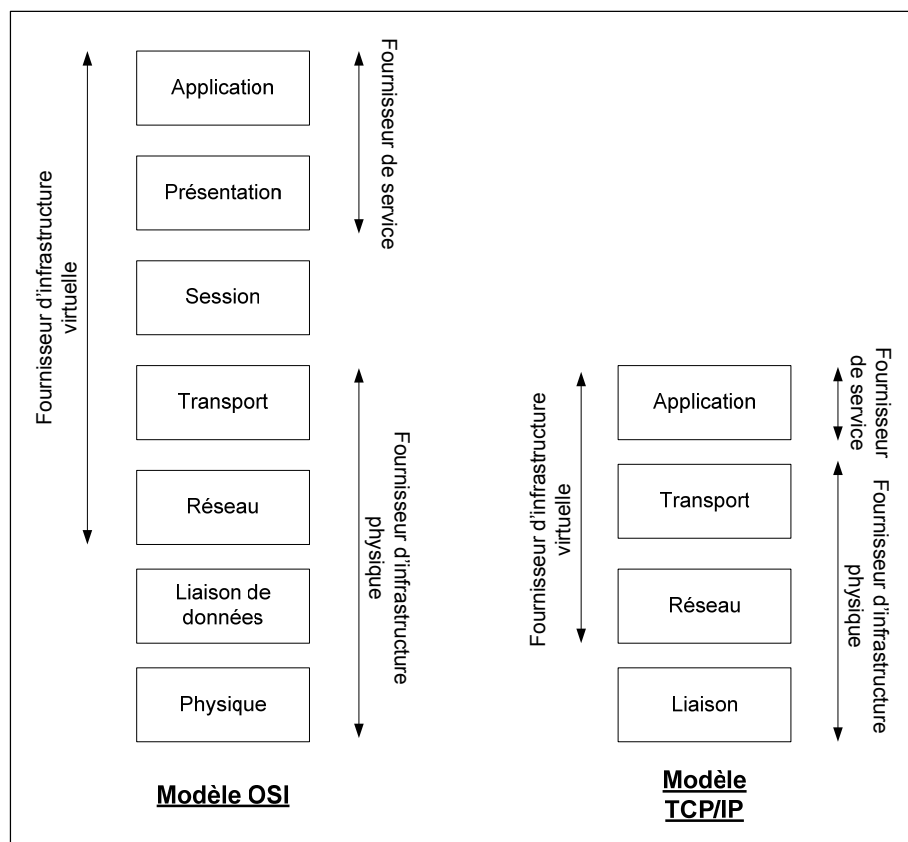 Application
Présentation
Session
Transport
Réseau
Liaison de
données
Physique
Fournisseur d'infrastructure
virtuelle
Fournisseur de service
Fournisseur d'infrastructure
physique
Modèle OSI
Application
Transport
Réseau
Liaison
Fournisseur d'infrastructure
virtuelle
Fournisseur
de service
Fournisseur d'infrastructure
physique
Modèle
TCP/IP